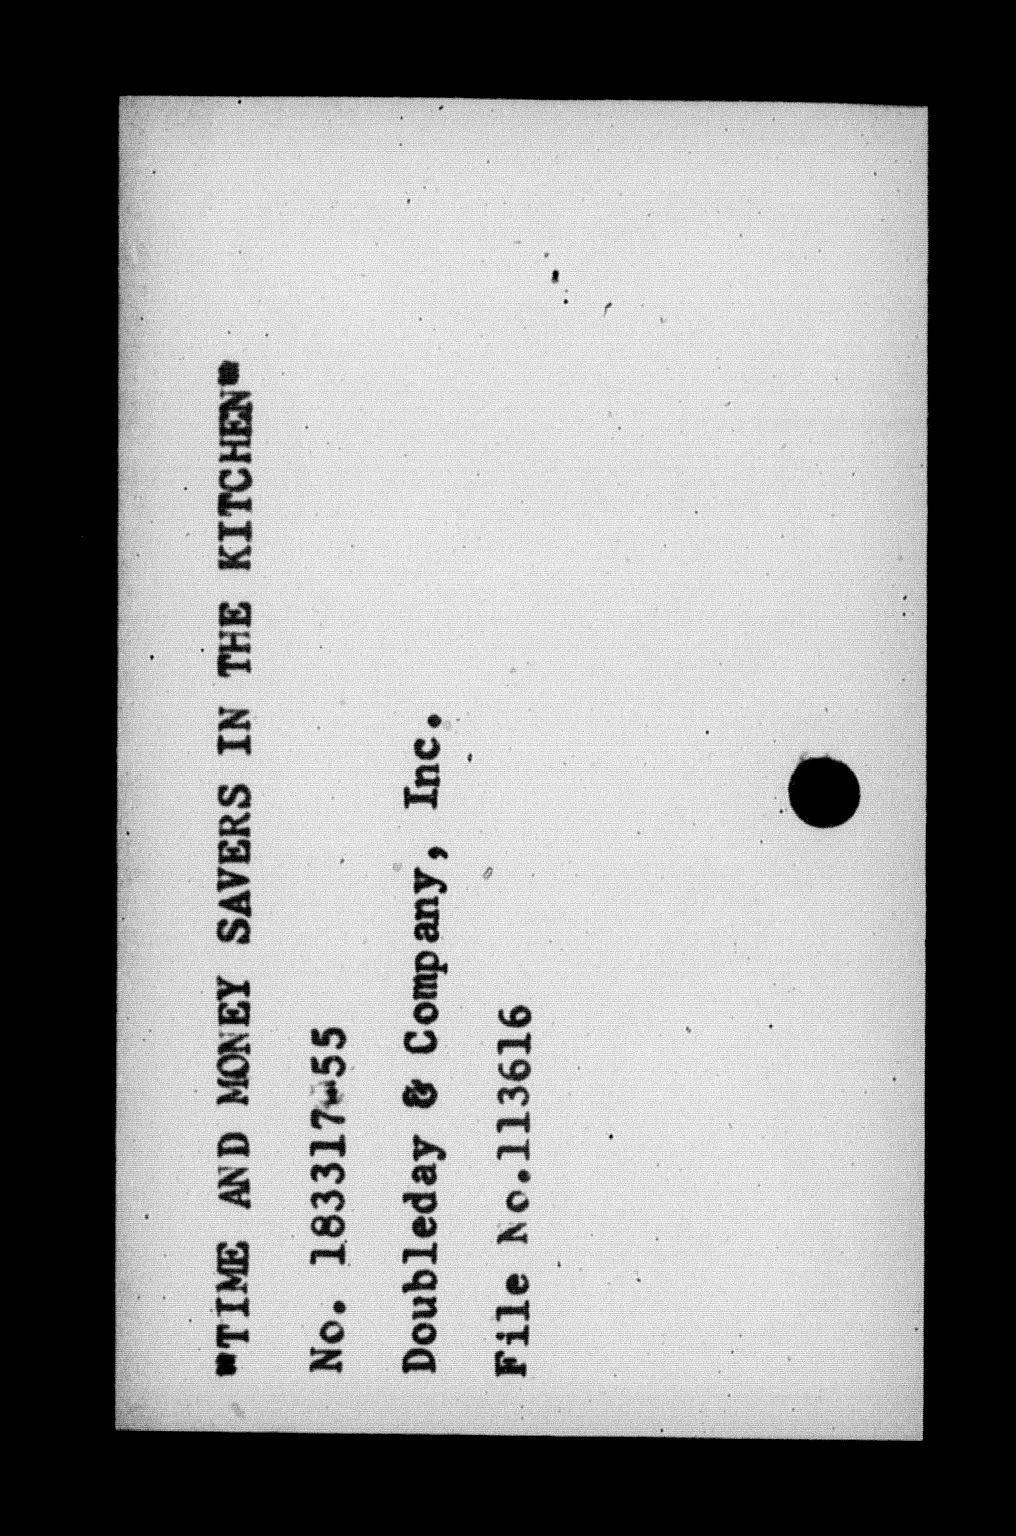 "TIME AND MONEY SAVERS IN THE KITCHEN"
No. 183317-55
Doubleday & Company, Inc.
File No.113616